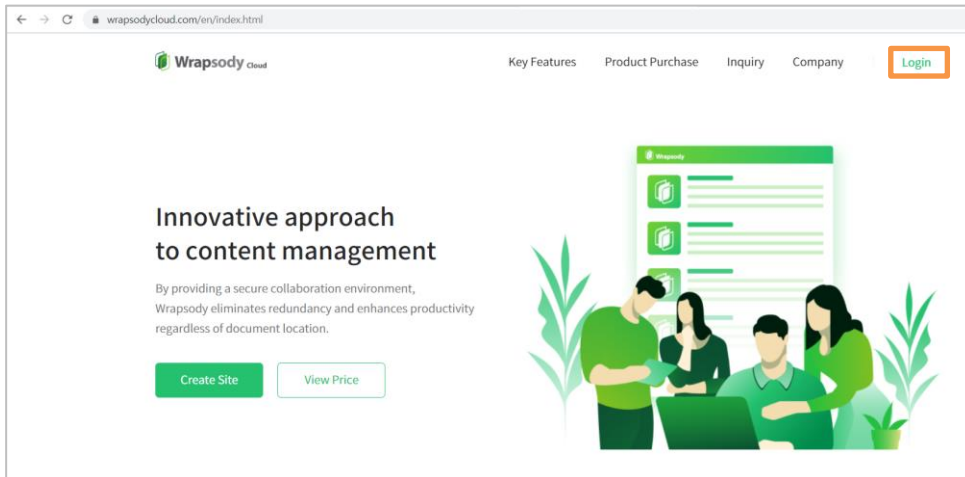 wrapsodycloud.com/en/index.html
Wrapsody Cloud
Key Features Product Purchase Inquiry Company Login
Wrapsody
Innovative approach
to content management
By providing a secure collaboration environment,
Wrapsody eliminates redundancy and enhances productivity
regardless of document location.
Create Site View Price